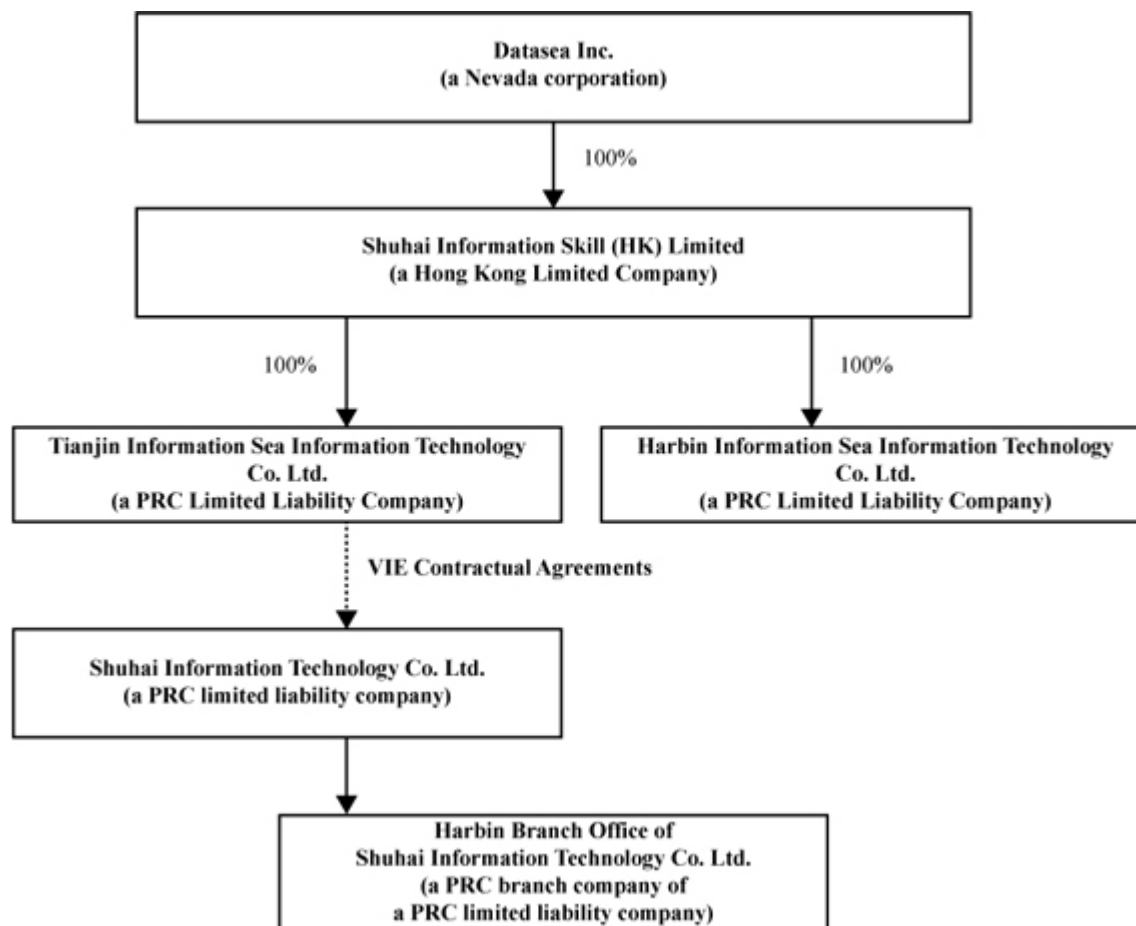 Datasea Inc.
(a Nevada corporation)
100%
Shuhai Information Skill (HK) Limited
(a Hong Kong Limited Company)
100%
100%
Tianjin Information Sea Information Technology
Co. Ltd.
(a PRC Limited Liability Company)
Harbin Information Sea Information Technology
Co. Ltd.
(a PRC Limited Liability Company)
VIE Contractual Agreements
Shuhai Information Technology Co. Ltd.
(a PRC limited liability company)
Harbin Branch Office of
Shuhai Information Technology Co. Ltd.
(a PRC branch company of
a PRC limited liability company)